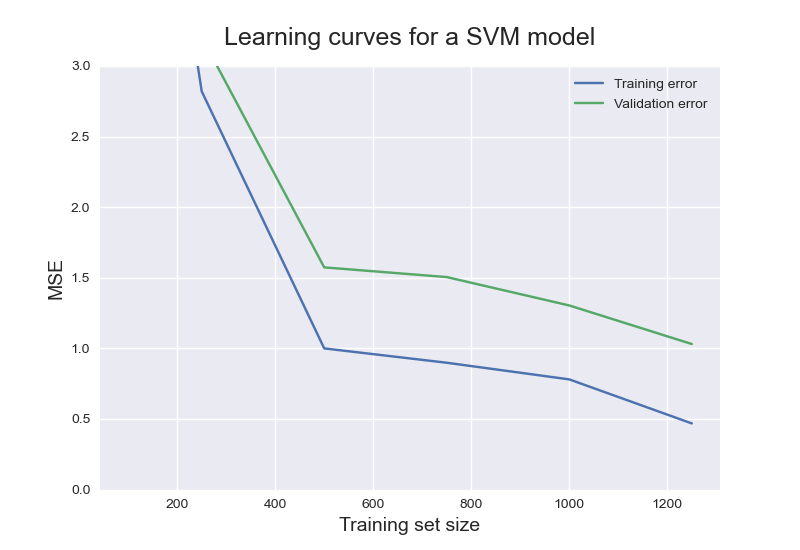 Learning curves for a SVM model
3.0
2.5
2.0
1.5
1.0
0.5
0.0
MSE
Training error
Validation error
200 400 600 800 1000 1200
Training set size